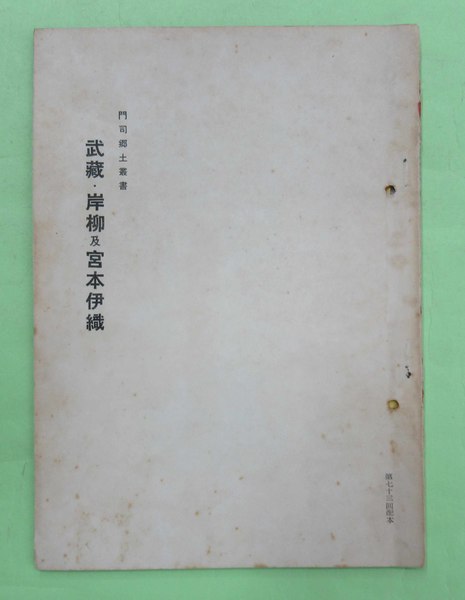 門司郷土叢書
武藏・岸柳及宮本伊織
第七十三回配本